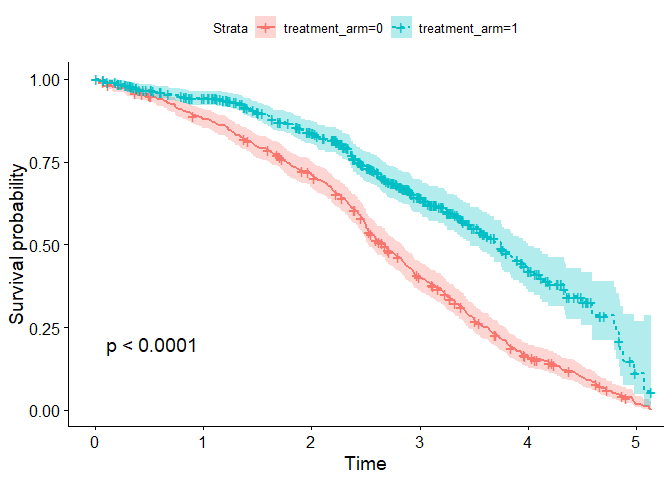 Strata treatment_arm=0 treatment_arm=1
1.00
0.75
0.50
0.25
0.00
Survival probability
p < 0.0001
0 1 2 3 4 5
Time